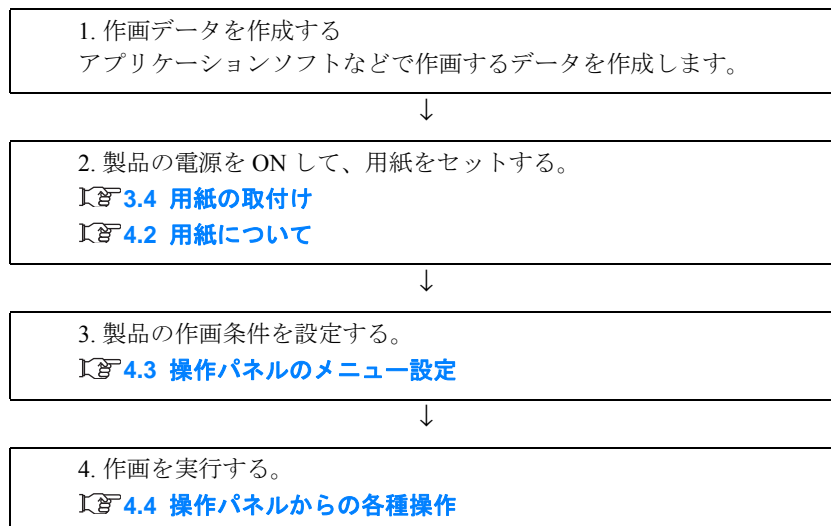 1. 作画データを作成する
アプリケーションソフトなどで作画するデータを作成します。
↓
2. 製品の電源を ON して、用紙をセットする。
3.4 用紙の取付け
4.2 用紙について
↓
3. 製品の作画条件を設定する。
4.3 操作パネルのメニュー設定
↓
4. 作画を実行する。
4.4 操作パネルからの各種操作